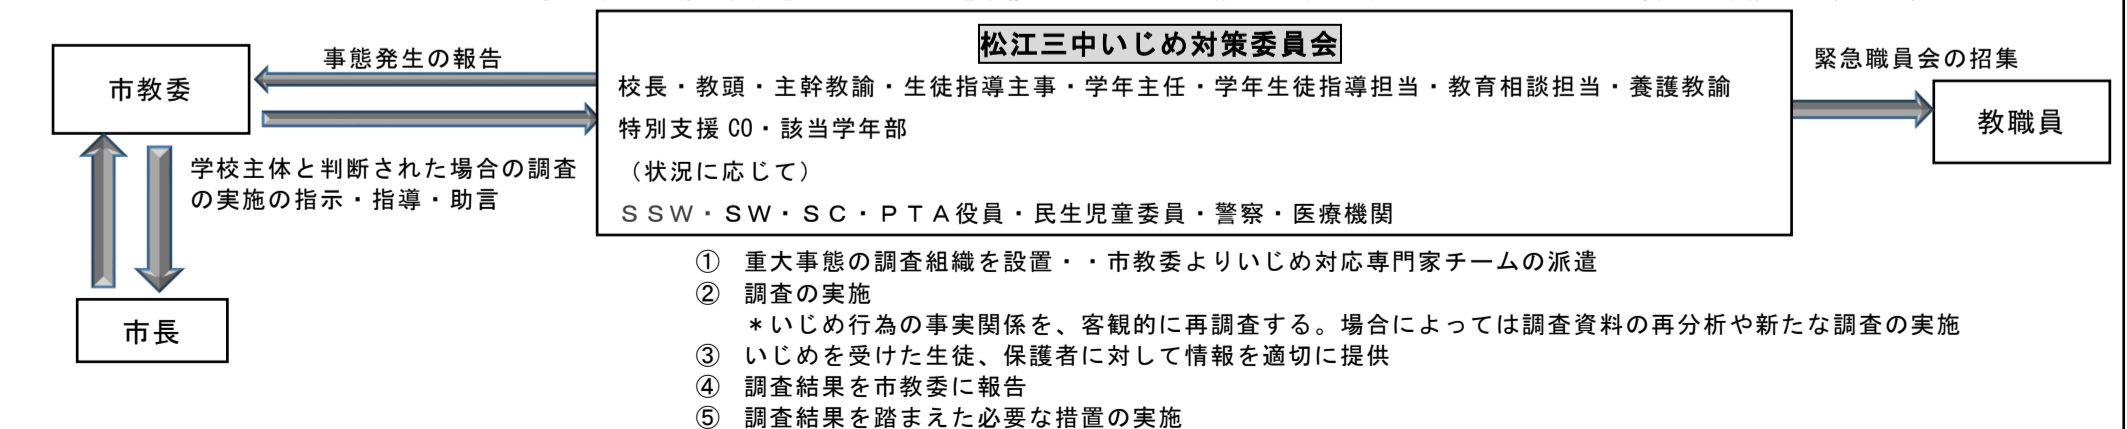 松江三中いじめ対策委員会
事態発生の報告
緊急職員会の招集
市教委
校長・教頭・主幹教諭・生徒指導主事・学年主任・学年生徒指導担当・教育相談担当・養護教諭
特別支援 CO・該当学年部
教職員
学校主体と判断された場合の調査
の実施の指示・指導・助言
（状況に応じて）
ＳＳＷ・ＳＷ・ＳＣ・ＰＴＡ役員・民生児童委員・警察・医療機関
① 重大事態の調査組織を設置・・市教委よりいじめ対応専門家チームの派遣
② 調査の実施
＊いじめ行為の事実関係を、客観的に再調査する。場合によっては調査資料の再分析や新たな調査の実施
市長
③ いじめを受けた生徒、保護者に対して情報を適切に提供
④ 調査結果を市教委に報告
⑤ 調査結果を踏まえた必要な措置の実施